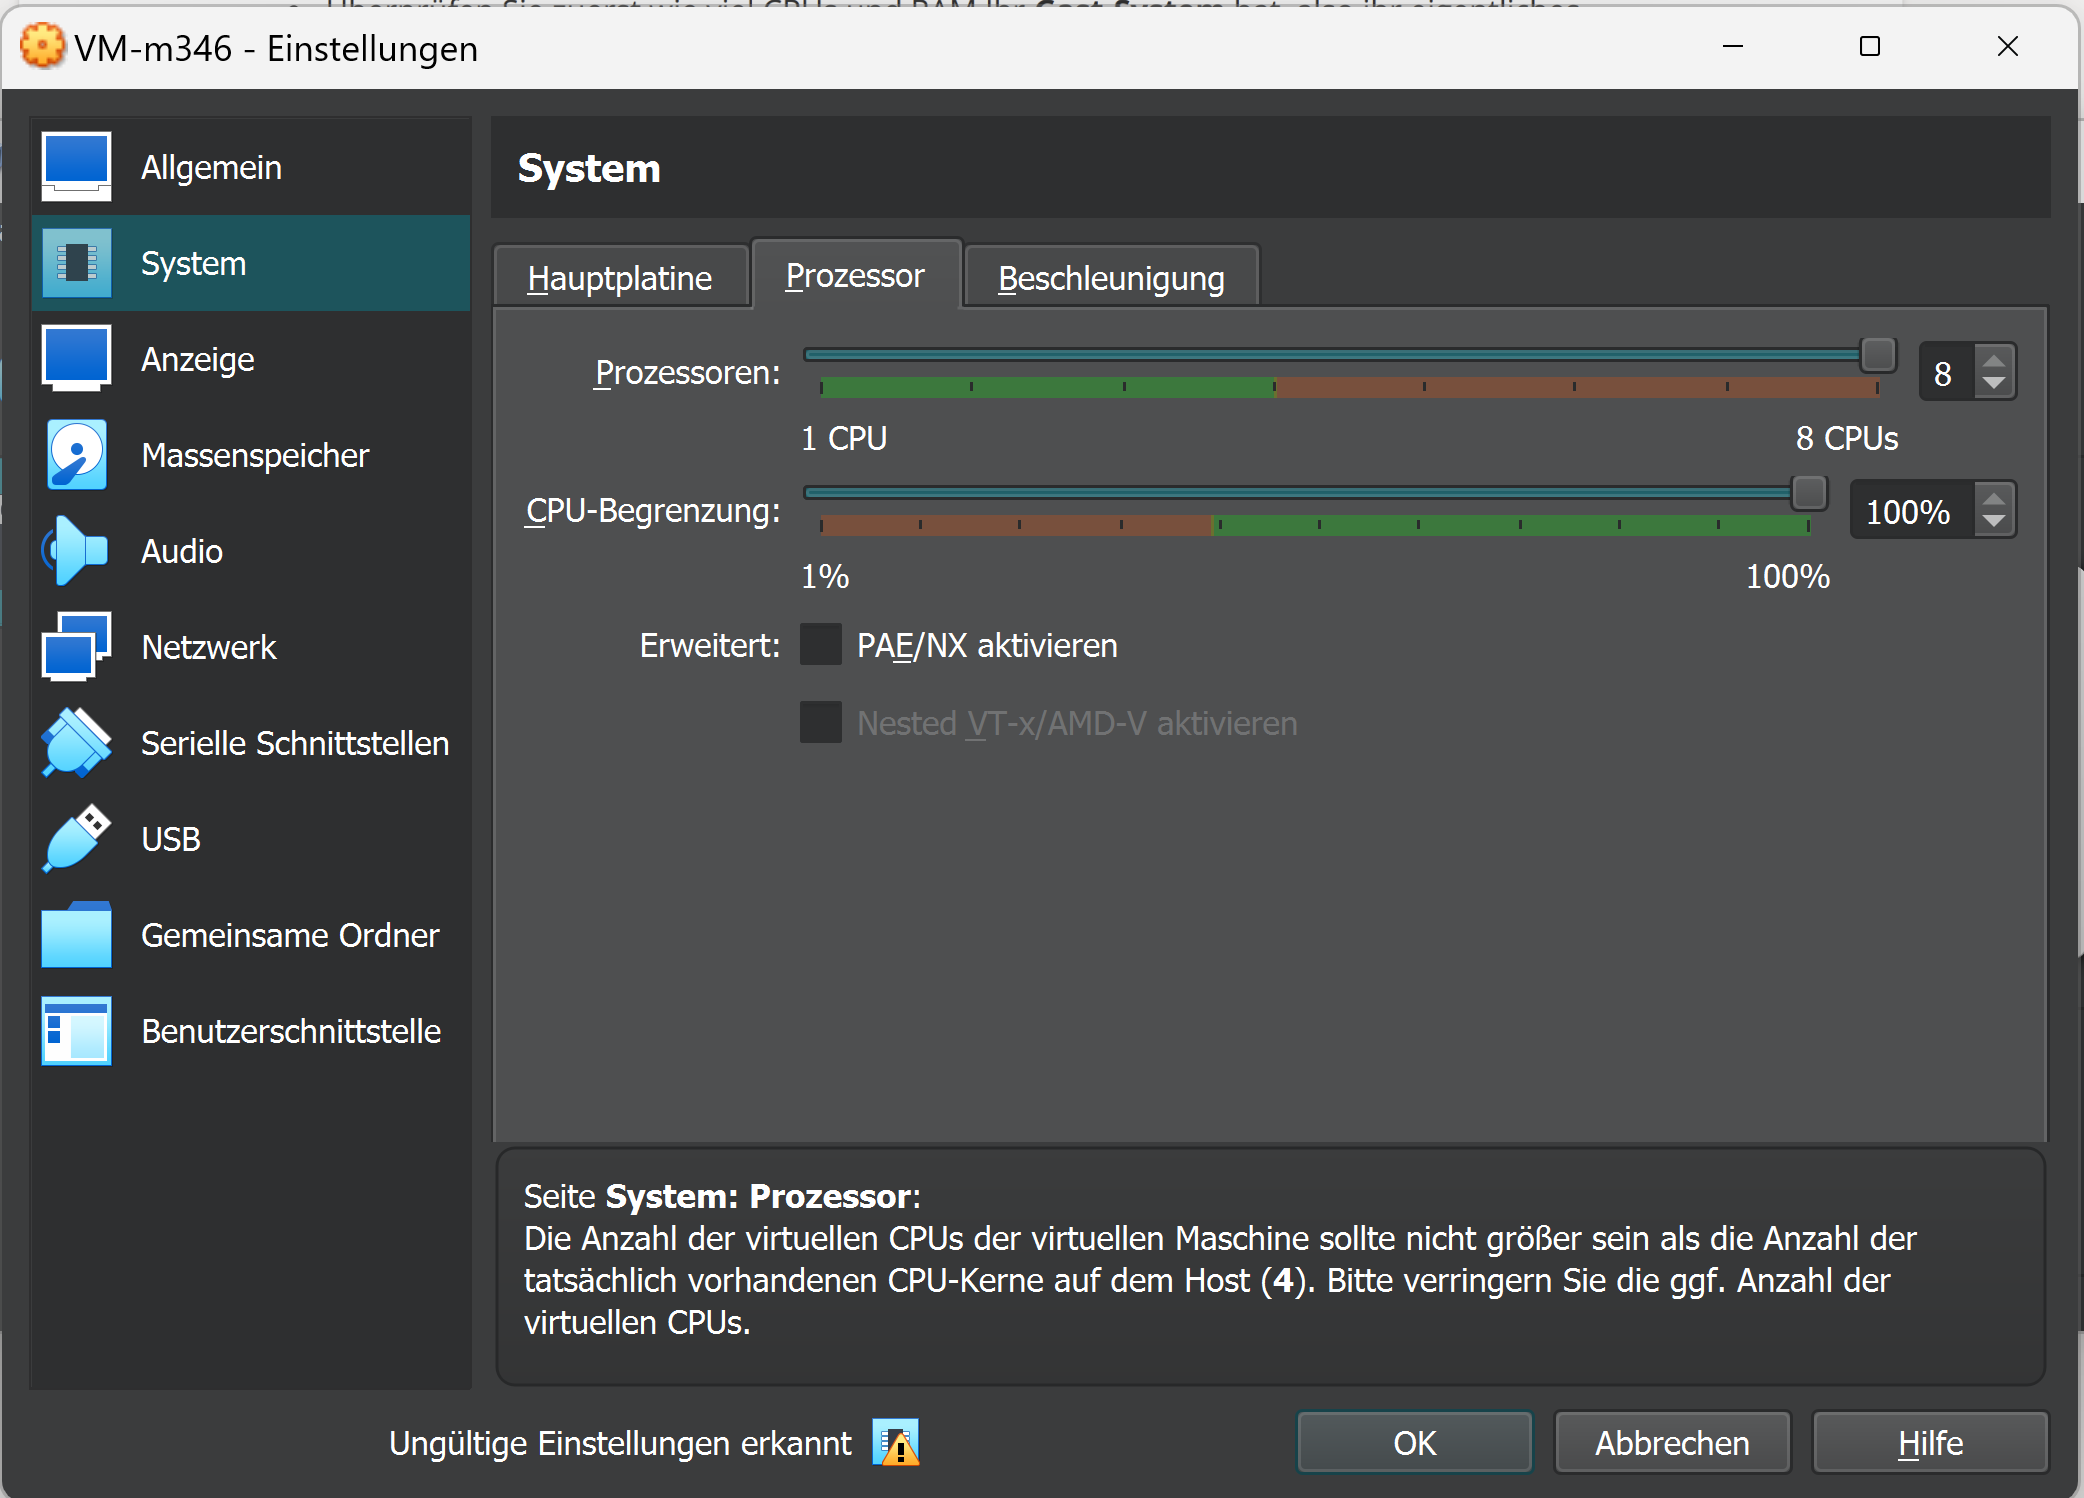 VM-m346 - Einstellungen
Allgemein
System
Anzeige
Massenspeicher
Audio
Netzwerk
Serielle Schnittstellen
USB
Gemeinsame Ordner
Benutzerschnittstelle
System
Hauptplatine
Prozessor
Beschleunigung
Prozessoren:
8
1 CPU
8 CPUs
CPU-Begrenzung:
100%
1%
100%
Erweitert:
PAE/NX aktivieren
Nested VT-x/AMD-V aktivieren
Seite System: Prozessor:
Die Anzahl der virtuellen CPUs der virtuellen Maschine sollte nicht größer sein als die Anzahl der
tatsächlich vorhandenen CPU-Kerne auf dem Host (4). Bitte verringern Sie die ggf. Anzahl der
virtuellen CPUs.
Ungültige Einstellungen erkannt
OK
Abbrechen
Hilfe